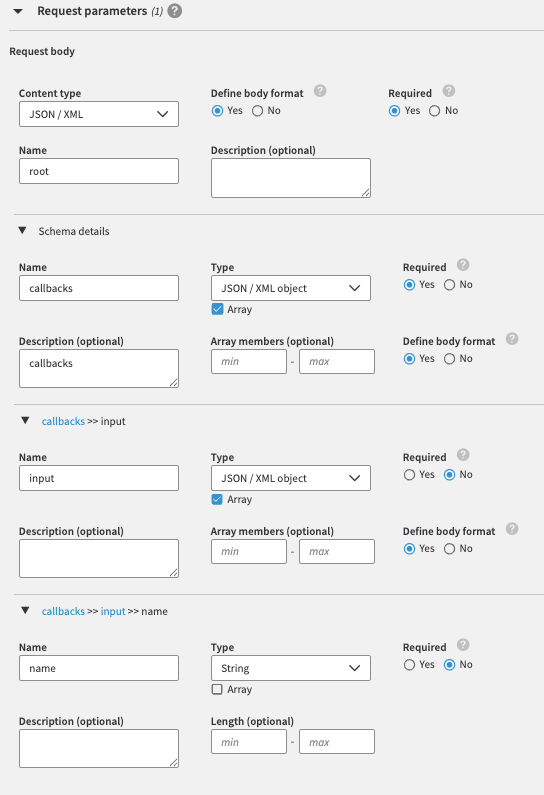 Request parameters (1) ?
Request body
Content type
Define body format ?
Required ?
JSON / XML
Yes No
Yes No
Name
Description (optional)
root
Schema details
Name
Type
Required ?
callbacks
JSON / XML object
Yes No
Array
Description (optional)
Array members (optional)
Define body format ?
callbacks
min - max
Yes No
callbacks >> input
Name
Type
Required ?
input
JSON / XML object
Yes No
Array
Description (optional)
Array members (optional)
Define body format ?
min - max
Yes No
callbacks >> input >> name
Name
Type
Required ?
name
String
Yes No
Array
Description (optional)
Length (optional)
min - max